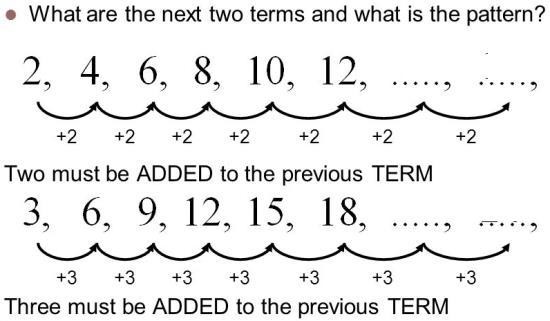 • What are the next two terms and what is the pattern?
2, 4, 6, 8, 10, 12, ....., .....,
+2 +2 +2 +2 +2 +2 +2
Two must be ADDED to the previous TERM
3, 6, 9, 12, 15, 18, ....., .....,
+3 +3 +3 +3 +3 +3 +3
Three must be ADDED to the previous TERM